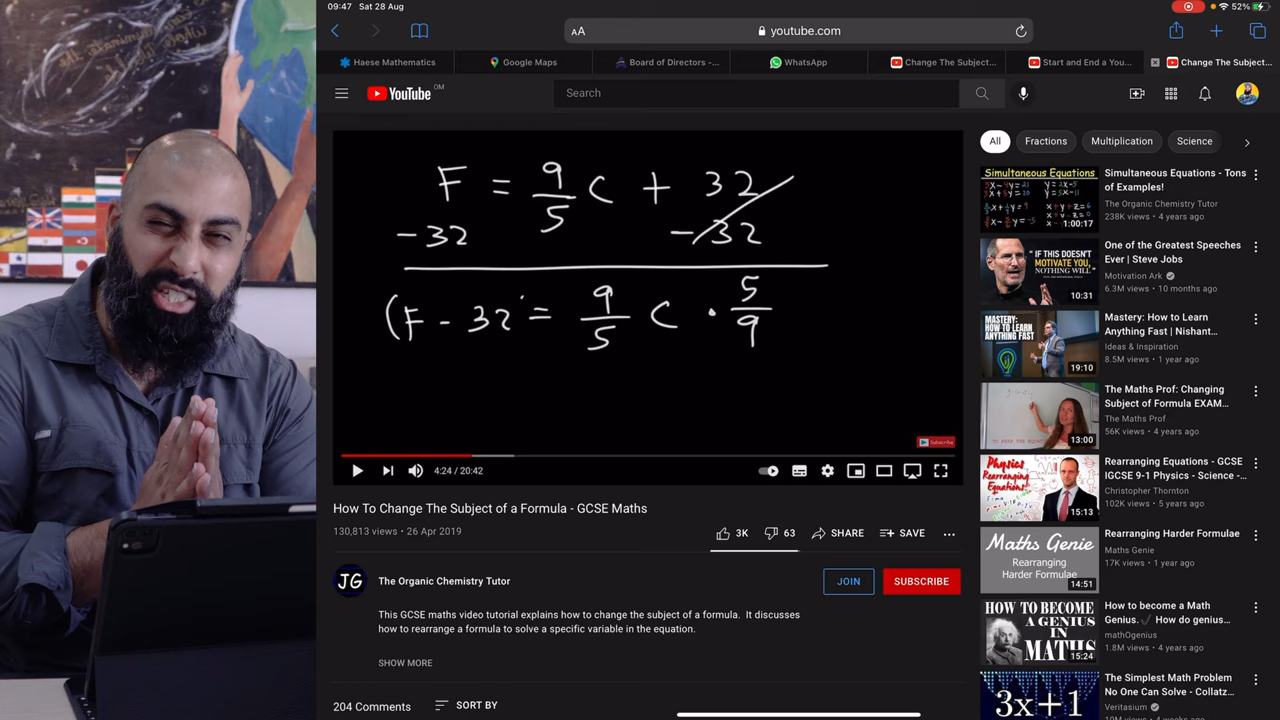 09:47 Sat 28 Aug
52%
AA youtube.com
Haese Mathematics
Google Maps
Board of Directors -...
WhatsApp
Change The Subject...
Start and End a You...
Change The Subject...
YouTube OM
Search
All
Fractions
Multiplication
Science
F = 9/5 C + 32
-32 -32
(F - 32 = 9/5 C · 5/9
Subscribe
4:24 / 20:42
How To Change The Subject of a Formula - GCSE Maths
130,813 views • 26 Apr 2019
3K
63
SHARE
SAVE
JG
The Organic Chemistry Tutor
JOIN
SUBSCRIBE
This GCSE maths video tutorial explains how to change the subject of a formula. It discusses
how to rearrange a formula to solve a specific variable in the equation.
SHOW MORE
204 Comments
SORT BY
Simultaneous Equations
1:00:17
Simultaneous Equations - Tons
of Examples!
The Organic Chemistry Tutor
238K views • 4 years ago
"IF THIS DOESN'T
MOTIVATE YOU,
NOTHING WILL"
10:31
One of the Greatest Speeches
Ever | Steve Jobs
Motivation Ark
6.3M views • 10 months ago
HOW TO LEARN
ANYTHING FAST
19:10
Mastery: How to Learn
Anything Fast | Nishant...
Ideas & Inspiration
8.5M views • 1 year ago
13:00
The Maths Prof: Changing
Subject of Formula EXAM...
The Maths Prof
56K views • 4 years ago
Physics
Rearranging
Equations
15:13
Rearranging Equations - GCSE
IGCSE 9-1 Physics - Science -...
Christopher Thornton
102K views • 5 years ago
Maths Genie
Rearranging
Harder Formulae
14:51
Rearranging Harder Formulae
Maths Genie
17K views • 1 year ago
HOW TO BECOME
A GENIUS
IN
MATHS
15:24
How to become a Math
Genius.✔️ How do genius...
mathOgenius
1.8M views • 4 years ago
3x+1
The Simplest Math Problem
No One Can Solve - Collatz...
Veritasium